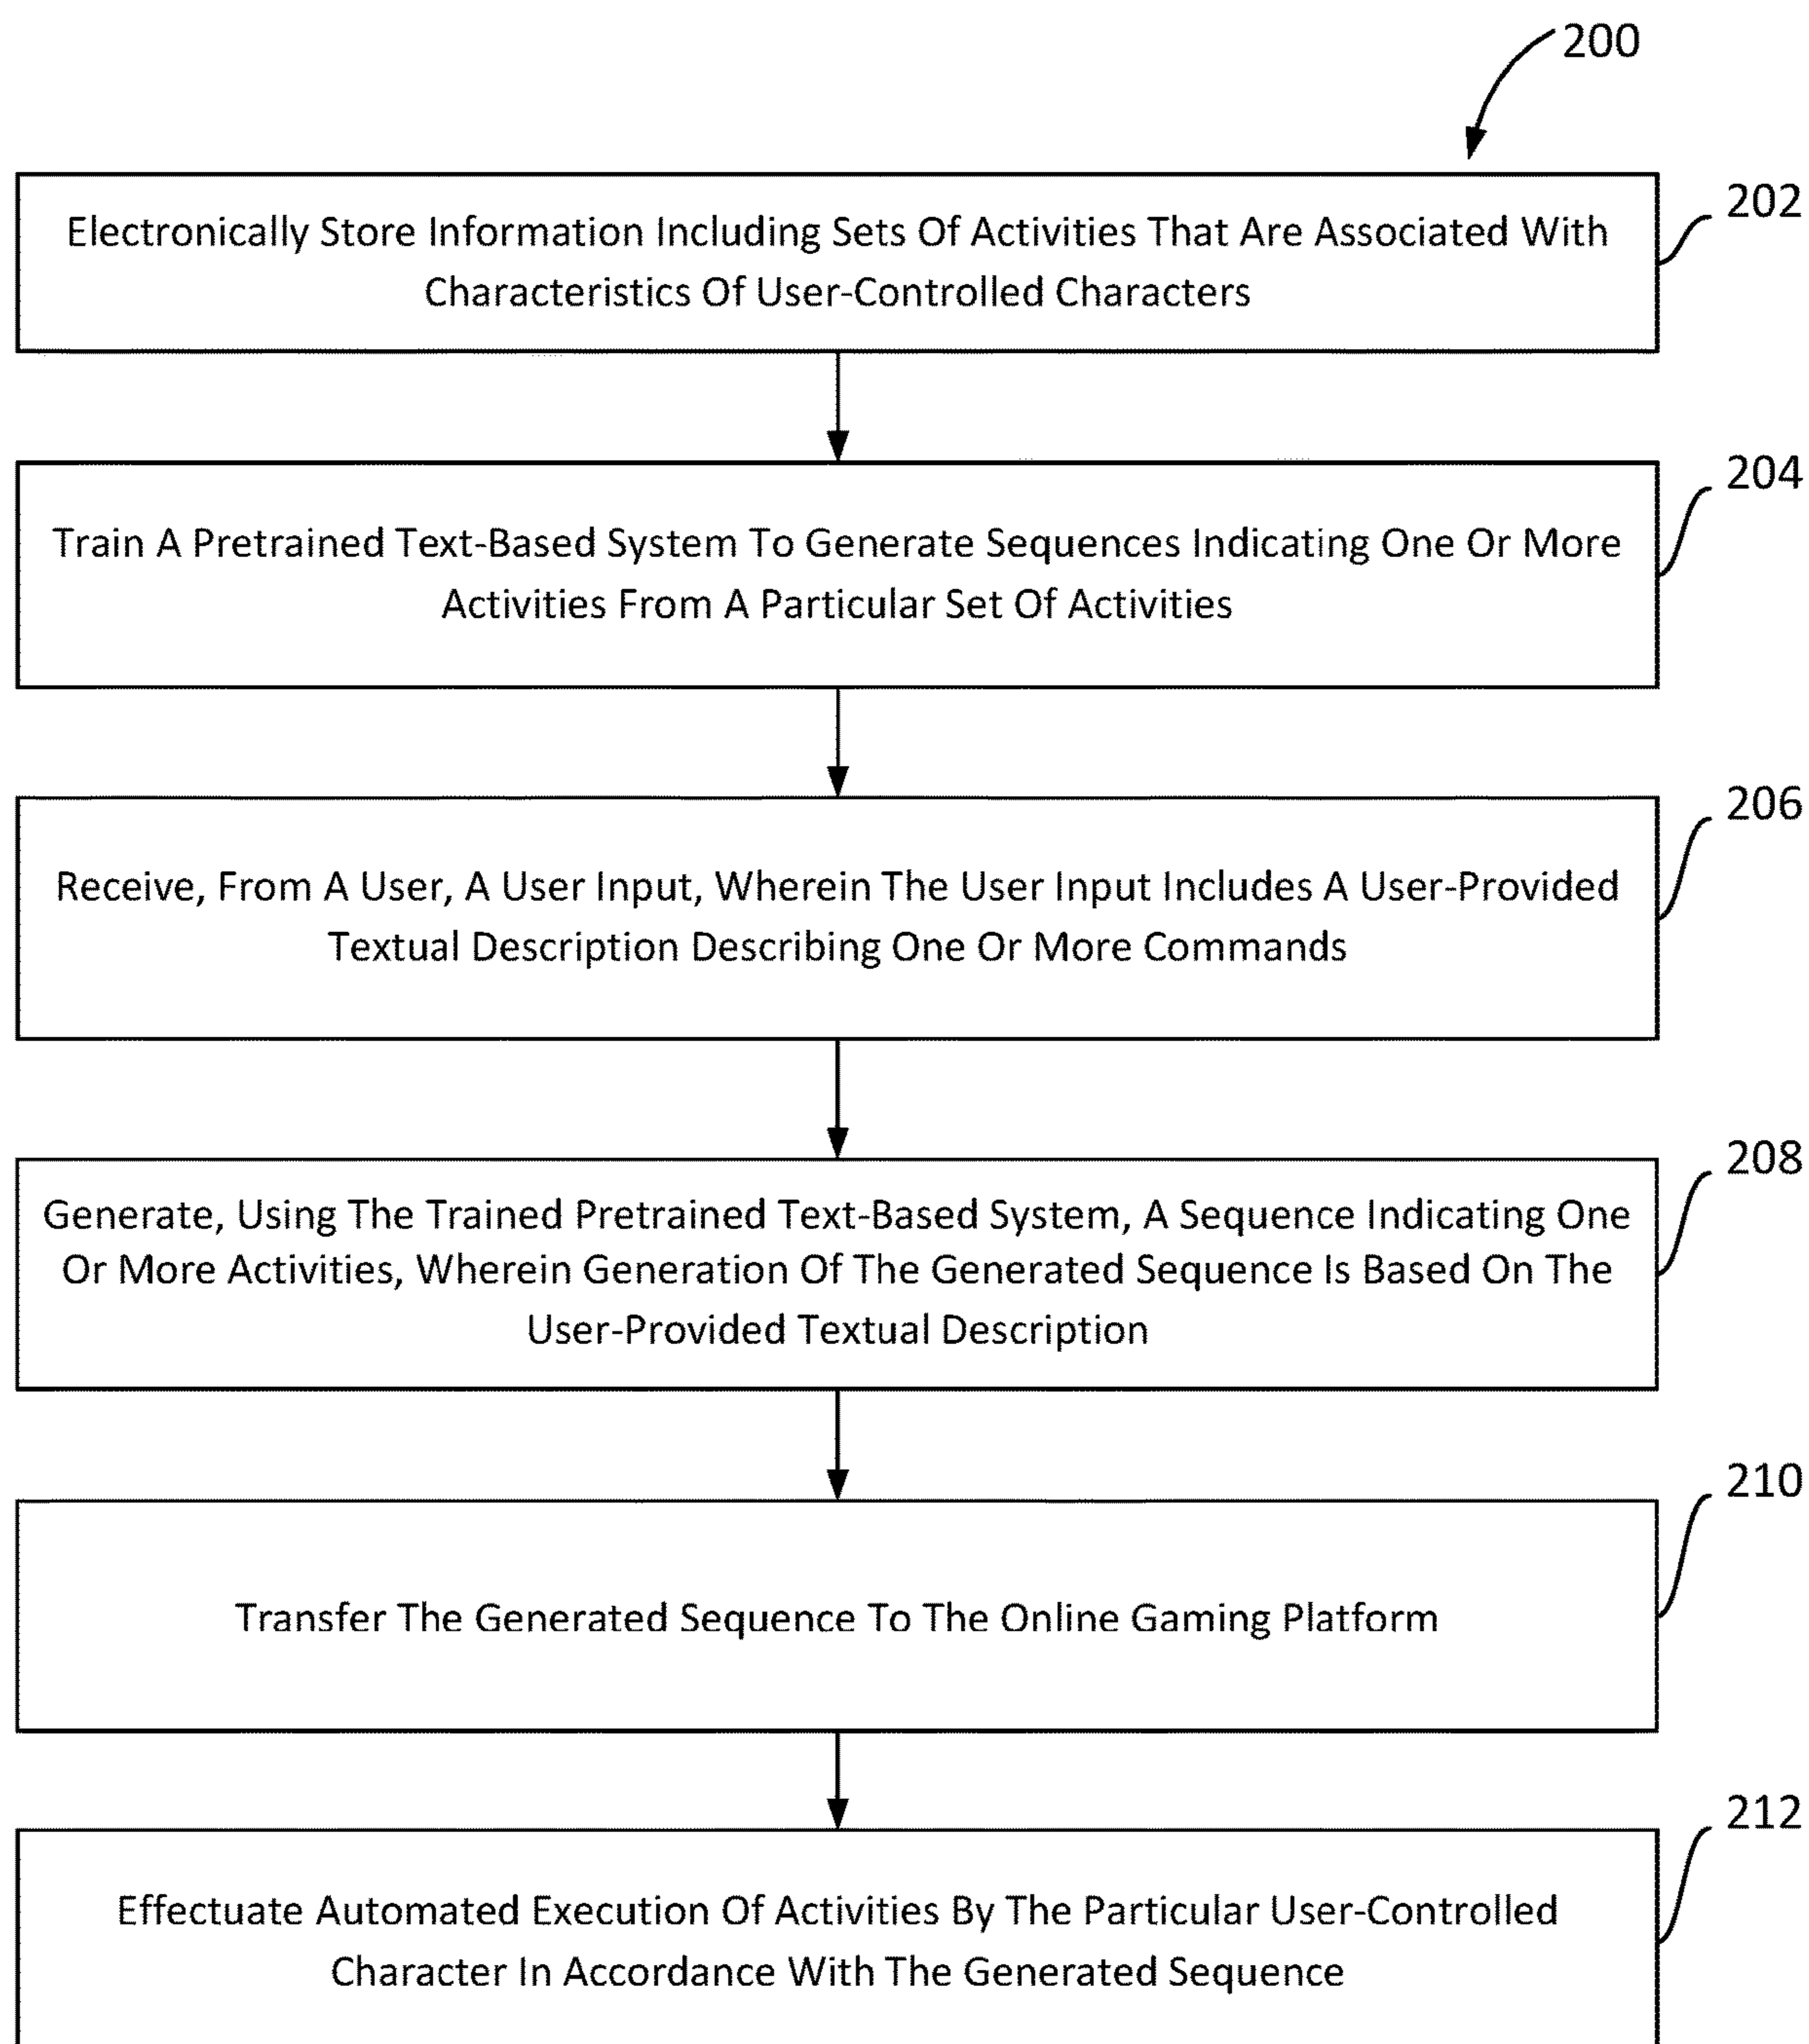 200
202
Electronically Store Information Including Sets Of Activities That Are Associated With
Characteristics Of User-Controlled Characters
204
Train A Pretrained Text-Based System To Generate Sequences Indicating One Or More
Activities From A Particular Set Of Activities
206
Receive, From A User, A User Input, Wherein The User Input Includes A User-Provided
Textual Description Describing One Or More Commands
208
Generate, Using The Trained Pretrained Text-Based System, A Sequence Indicating One
Or More Activities, Wherein Generation Of The Generated Sequence Is Based On The
User-Provided Textual Description
210
Transfer The Generated Sequence To The Online Gaming Platform
212
Effectuate Automated Execution Of Activities By The Particular User-Controlled
Character In Accordance With The Generated Sequence